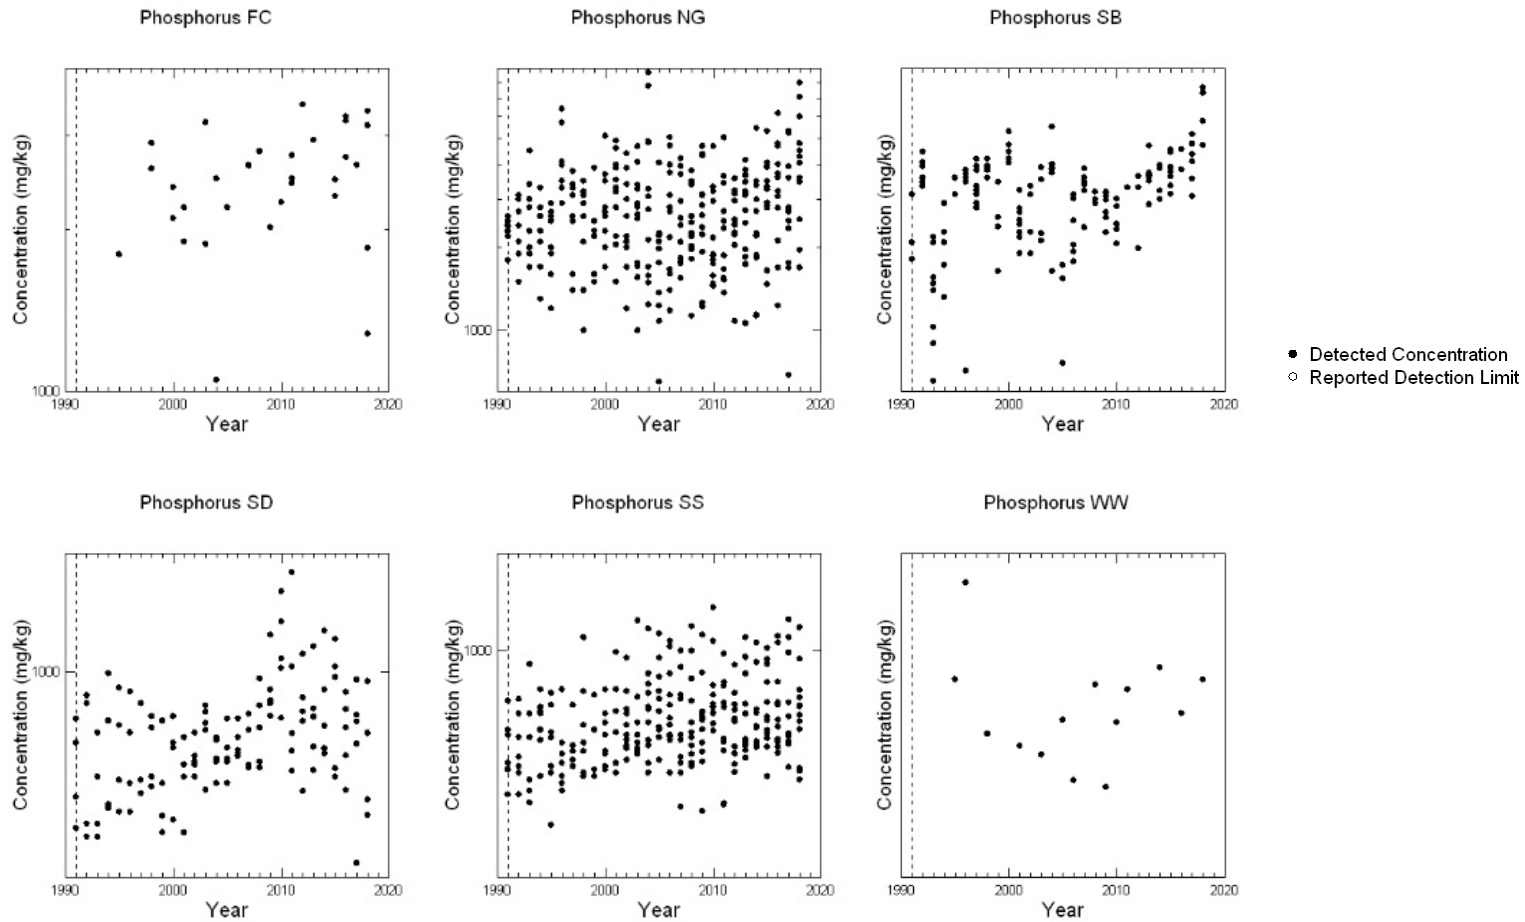 Phosphorus FC
Phosphorus NG
Phosphorus SB
Concentration (mg/kg)
1000
1990
2000
2010
2020
Year
Concentration (mg/kg)
1000
1990
2000
2010
2020
Year
Concentration (mg/kg)
1990
2000
2010
2020
Year
Detected Concentration
Reported Detection Limit
Phosphorus SD
Phosphorus SS
Phosphorus WW
Concentration (mg/kg)
1000
1990
2000
2010
2020
Year
Concentration (mg/kg)
1000
1990
2000
2010
2020
Year
Concentration (mg/kg)
1990
2000
2010
2020
Year